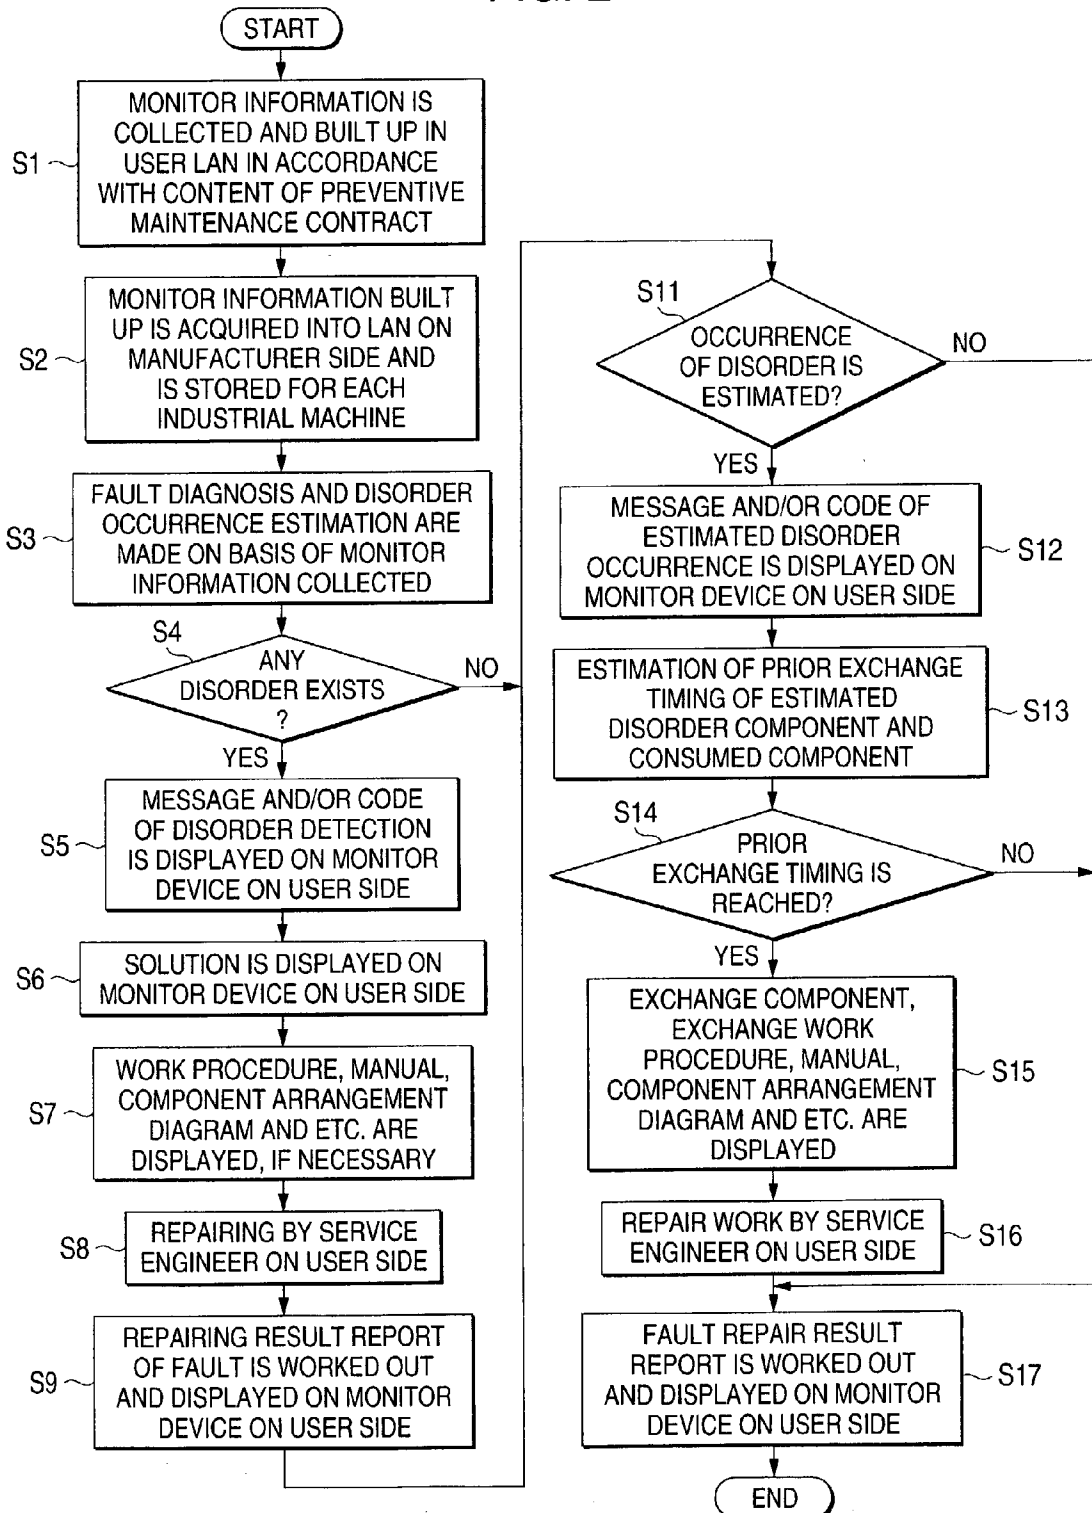 START
S1
MONITOR INFORMATION IS
COLLECTED AND BUILT UP IN
USER LAN IN ACCORDANCE
WITH CONTENT OF PREVENTIVE
MAINTENANCE CONTRACT
S2
MONITOR INFORMATION BUILT
UP IS ACQUIRED INTO LAN ON
MANUFACTURER SIDE AND
IS STORED FOR EACH
INDUSTRIAL MACHINE
S3
FAULT DIAGNOSIS AND DISORDER
OCCURRENCE ESTIMATION ARE
MADE ON BASIS OF MONITOR
INFORMATION COLLECTED
S4
ANY
DISORDER EXISTS
?
NO
YES
S5
MESSAGE AND/OR CODE
OF DISORDER DETECTION
IS DISPLAYED ON MONITOR
DEVICE ON USER SIDE
S6
SOLUTION IS DISPLAYED ON
MONITOR DEVICE ON USER SIDE
S7
WORK PROCEDURE, MANUAL,
COMPONENT ARRANGEMENT
DIAGRAM AND ETC. ARE
DISPLAYED, IF NECESSARY
S8
REPAIRING BY SERVICE
ENGINEER ON USER SIDE
S9
REPAIRING RESULT REPORT
OF FAULT IS WORKED OUT
AND DISPLAYED ON MONITOR
DEVICE ON USER SIDE
S11
OCCURRENCE
OF DISORDER IS
ESTIMATED?
NO
YES
MESSAGE AND/OR CODE OF
ESTIMATED DISORDER
OCCURRENCE IS DISPLAYED ON
MONITOR DEVICE ON USER SIDE
S12
ESTIMATION OF PRIOR EXCHANGE
TIMING OF ESTIMATED
DISORDER COMPONENT AND
CONSUMED COMPONENT
S13
S14
PRIOR
EXCHANGE TIMING IS
REACHED?
NO
YES
EXCHANGE COMPONENT,
EXCHANGE WORK
PROCEDURE, MANUAL,
COMPONENT ARRANGEMENT
DIAGRAM AND ETC. ARE
DISPLAYED
S15
REPAIR WORK BY SERVICE
ENGINEER ON USER SIDE
S16
FAULT REPAIR RESULT
REPORT IS WORKED OUT
AND DISPLAYED ON MONITOR
DEVICE ON USER SIDE
S17
END